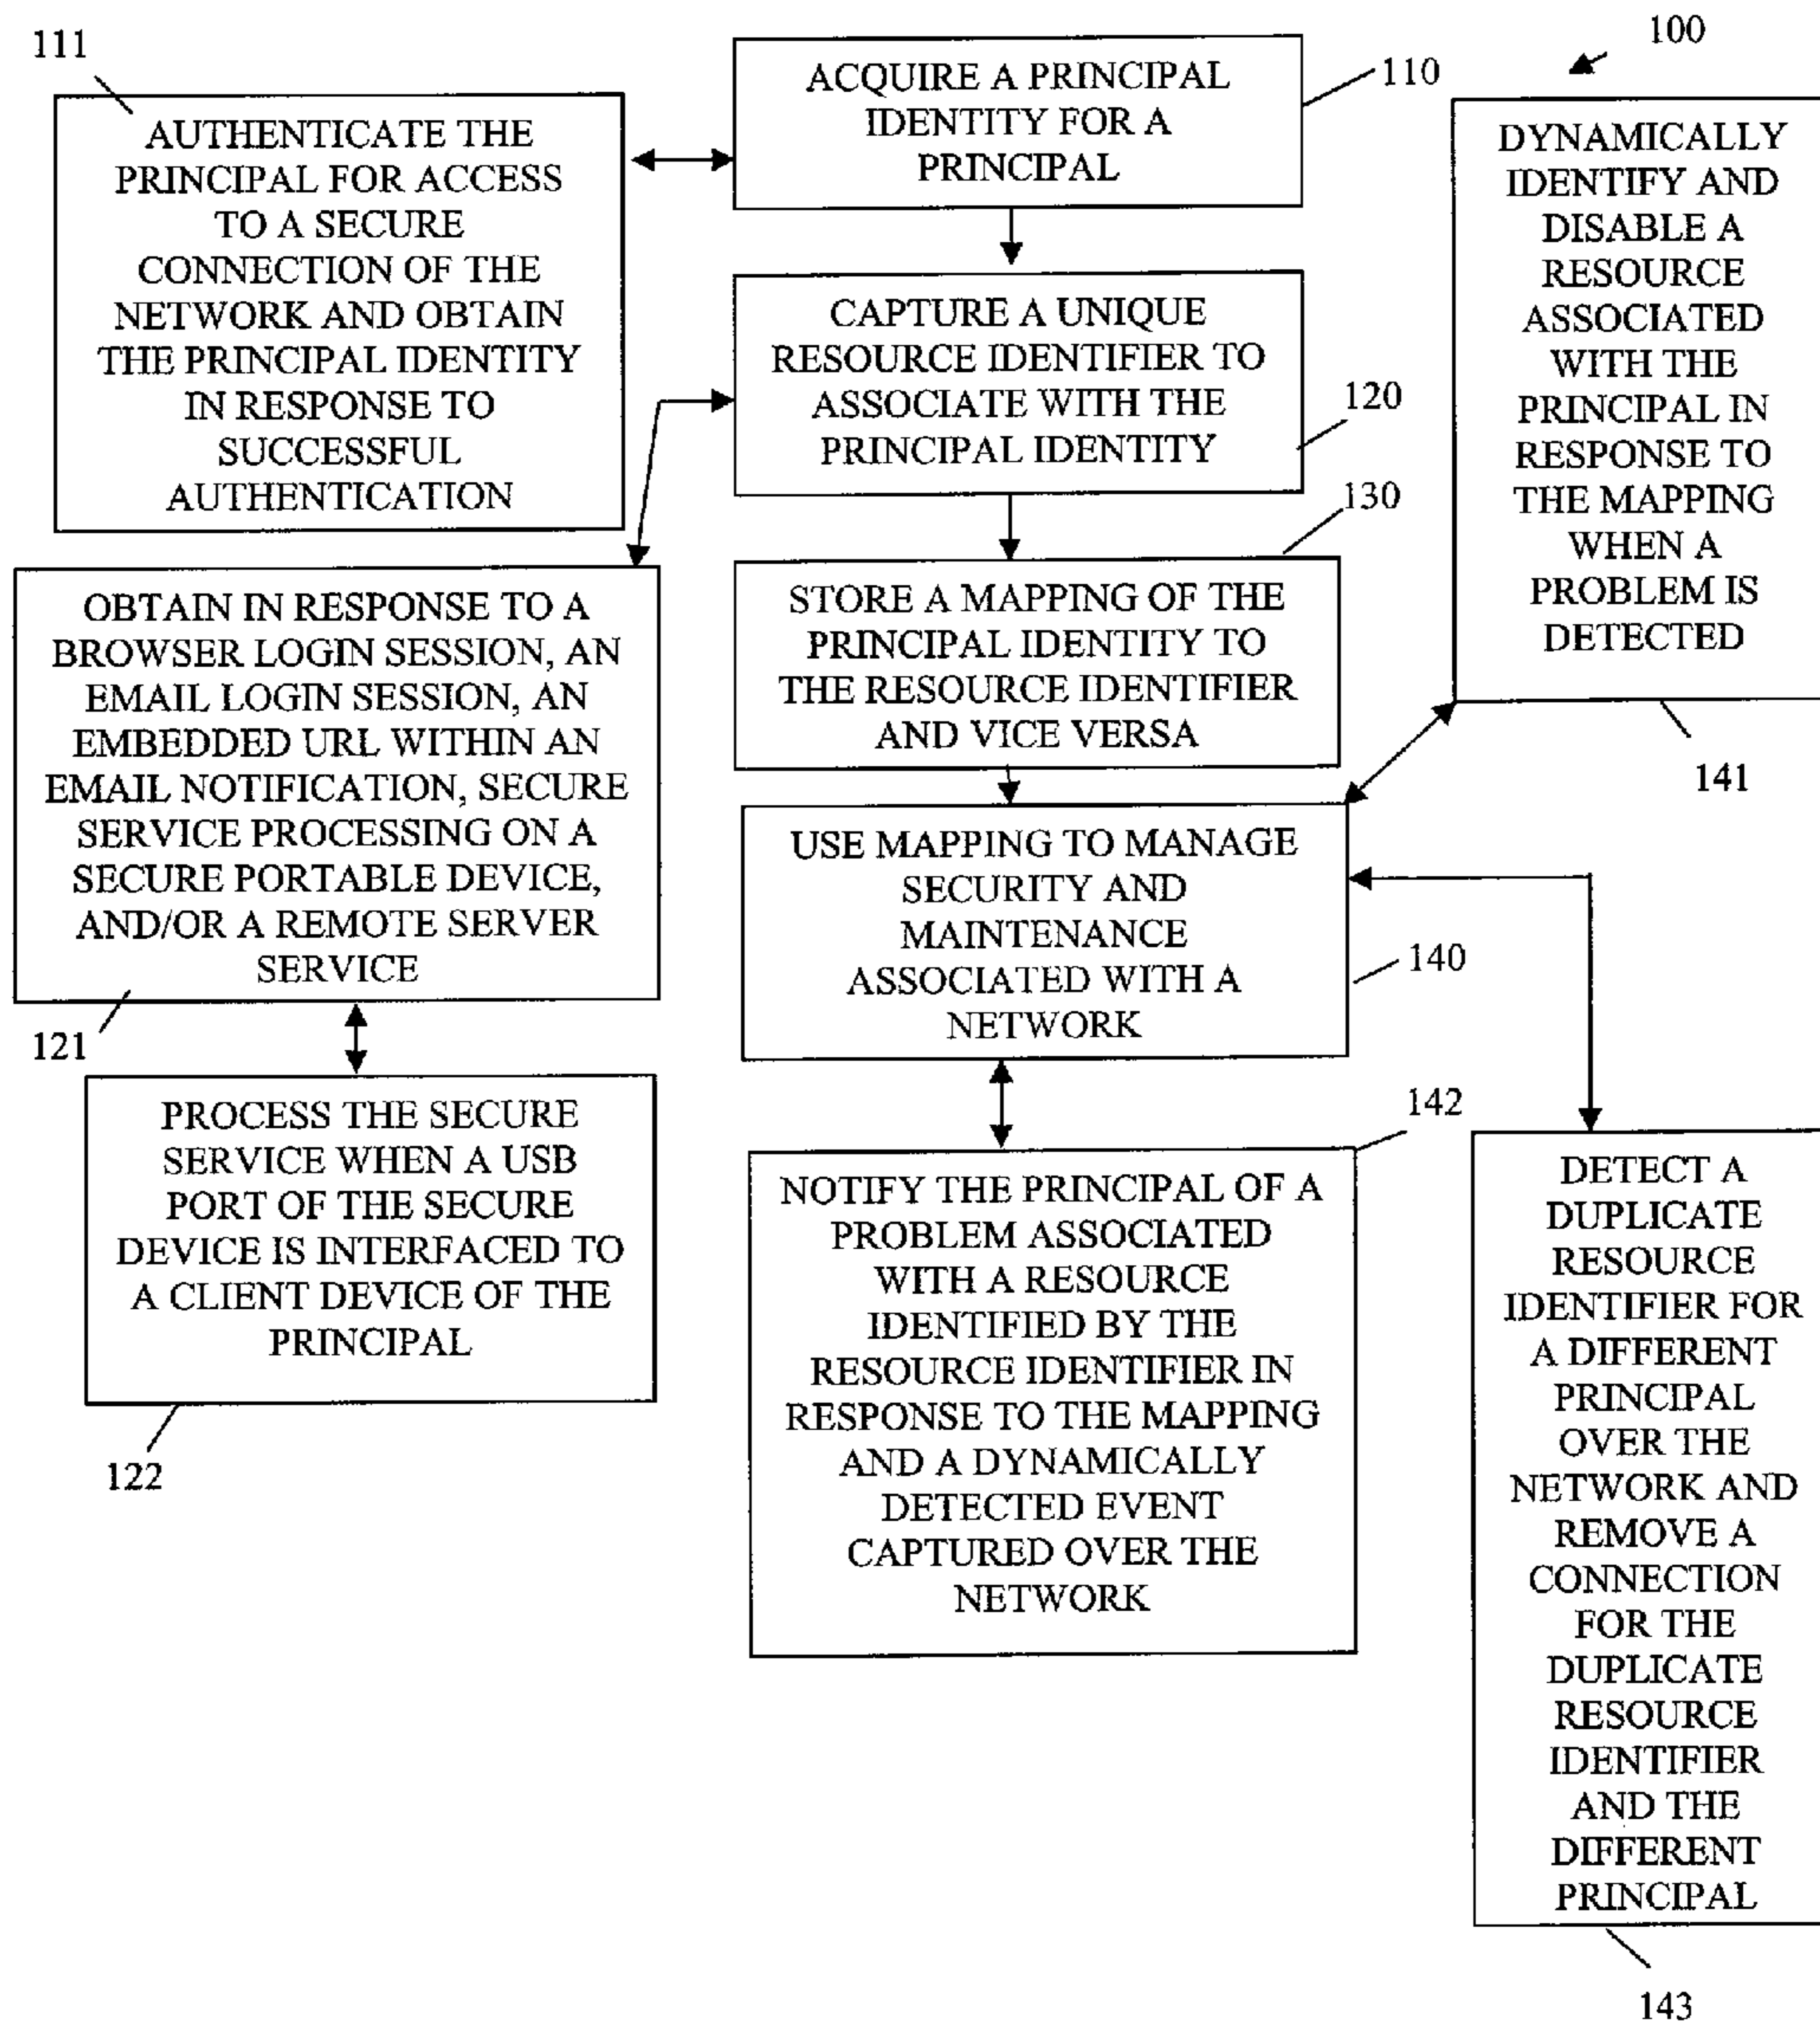 100
111
110
ACQUIRE A PRINCIPAL
IDENTITY FOR A
PRINCIPAL
AUTHENTICATE THE
PRINCIPAL FOR ACCESS
TO A SECURE
CONNECTION OF THE
NETWORK AND OBTAIN
THE PRINCIPAL IDENTITY
IN RESPONSE TO
SUCCESSFUL
AUTHENTICATION
CAPTURE A UNIQUE
RESOURCE IDENTIFIER TO
ASSOCIATE WITH THE
PRINCIPAL IDENTITY
120
130
OBTAIN IN RESPONSE TO A
BROWSER LOGIN SESSION, AN
EMAIL LOGIN SESSION, AN
EMBEDDED URL WITHIN AN
EMAIL NOTIFICATION, SECURE
SERVICE PROCESSING ON A
SECURE PORTABLE DEVICE,
AND/OR A REMOTE SERVER
SERVICE
121
PROCESS THE SECURE
SERVICE WHEN A USB
PORT OF THE SECURE
DEVICE IS INTERFACED TO
A CLIENT DEVICE OF THE
PRINCIPAL
122
STORE A MAPPING OF THE
PRINCIPAL IDENTITY TO
THE RESOURCE IDENTIFIER
AND VICE VERSA
USE MAPPING TO MANAGE
SECURITY AND
MAINTENANCE
ASSOCIATED WITH A
NETWORK
140
142
NOTIFY THE PRINCIPAL OF A
PROBLEM ASSOCIATED
WITH A RESOURCE
IDENTIFIED BY THE
RESOURCE IDENTIFIER IN
RESPONSE TO THE MAPPING
AND A DYNAMICALLY
DETECTED EVENT
CAPTURED OVER THE
NETWORK
DYNAMICALLY
IDENTIFY AND
DISABLE A
RESOURCE
ASSOCIATED
WITH THE
PRINCIPAL IN
RESPONSE TO
THE MAPPING
WHEN A
PROBLEM IS
DETECTED
141
DETECT A
DUPLICATE
RESOURCE
IDENTIFIER FOR
A DIFFERENT
PRINCIPAL
OVER THE
NETWORK AND
REMOVE A
CONNECTION
FOR THE
DUPLICATE
RESOURCE
IDENTIFIER
AND THE
DIFFERENT
PRINCIPAL
143